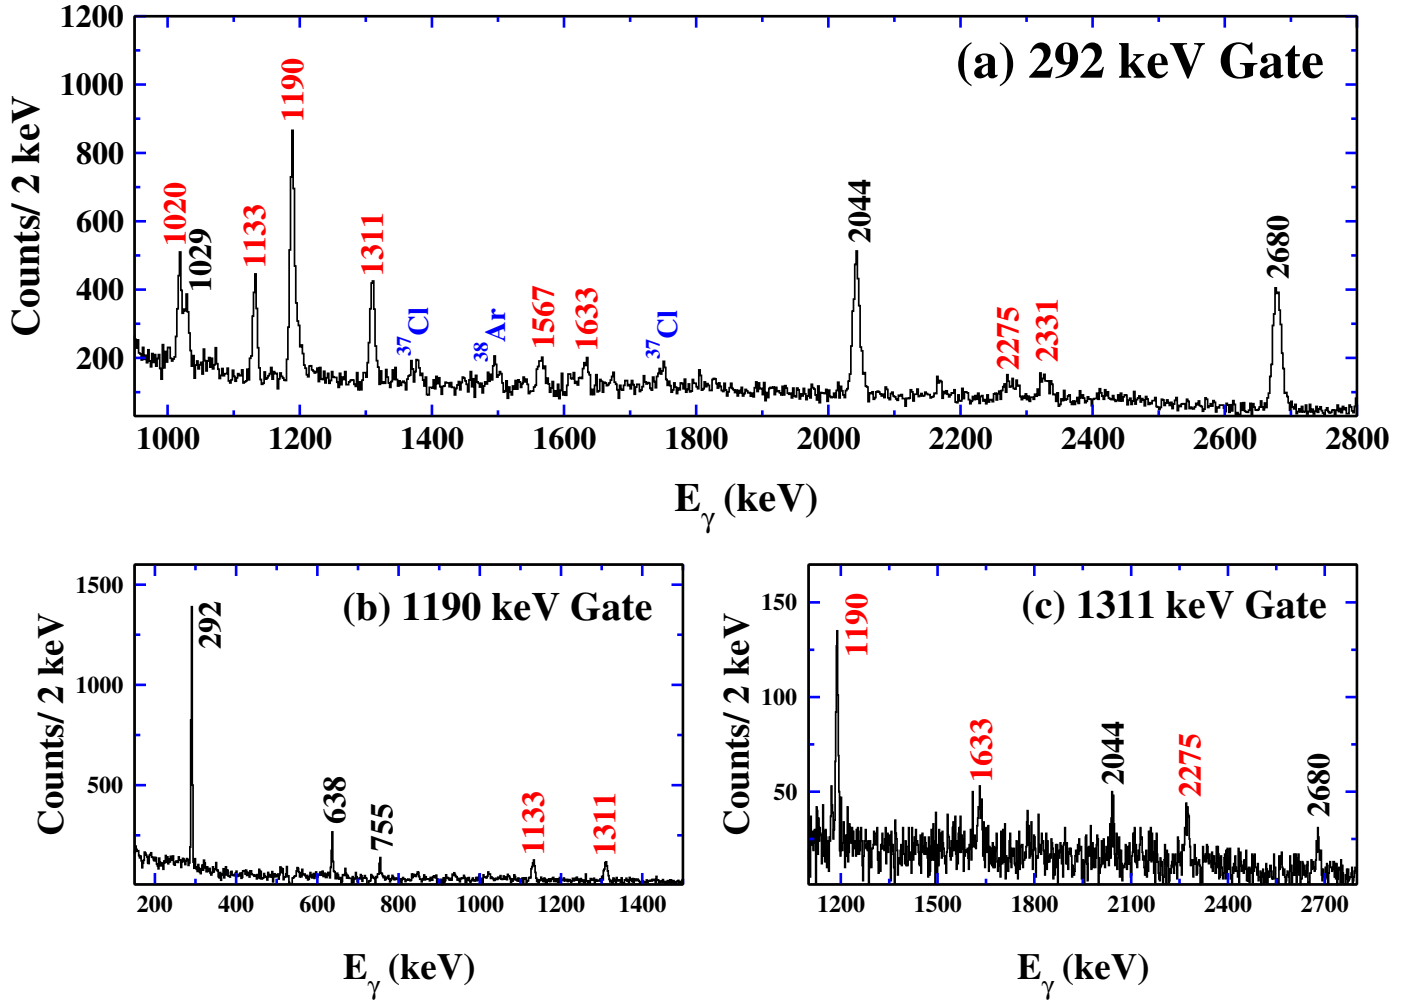 (a) 292 keV Gate
Counts/ 2 keV
1200
1000
800
600
400
200
1020
1029
1133
1190
1311
37Cl
38Ar
1567
1633
37Cl
2044
2275
2331
2680
1000 1200 1400 1600 1800 2000 2200 2400 2600 2800
Eγ (keV)
(b) 1190 keV Gate
Counts/ 2 keV
1500
1000
500
292
638
755
1133
1311
200 400 600 800 1000 1200 1400
Eγ (keV)
(c) 1311 keV Gate
Counts/ 2 keV
150
100
50
1190
1633
2044
2275
2680
1200 1500 1800 2100 2400 2700
Eγ (keV)